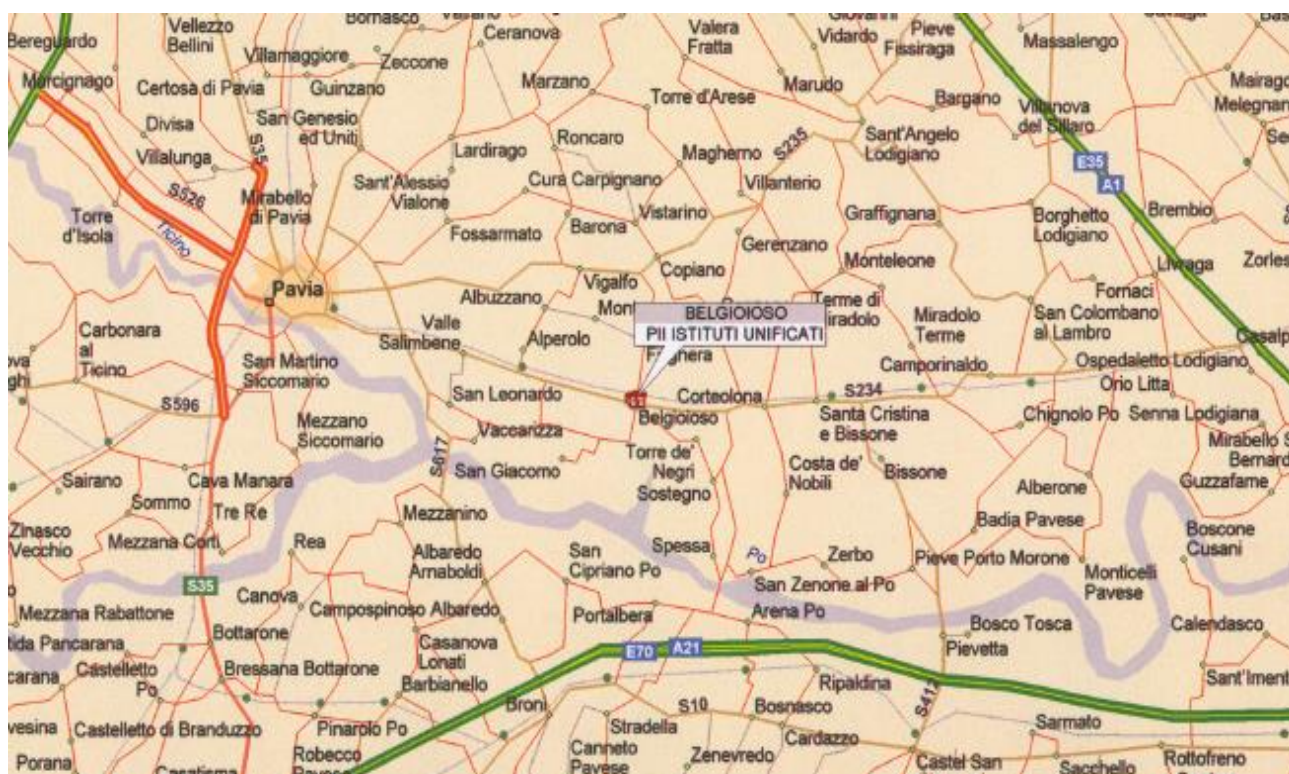 Vellezzo
Bellini
Bornasco
Ceranova
Valera
Fratta
Vidardo
Pieve
Fissiraga
Massalengo
Bereguardo
Villamaggiore
Zeccone
Mairago
Marcignago
Certosa di Pavia
Guinzano
Marzano
Marudo
Torre d'Arese
Bargano
Villanova
del Sillaro
Divisa
San Genesio
ed Uniti
S35
Roncaro
S235
Sant'Angelo
Lodigiano
Villalunga
Lardirago
Magherno
E35
A1
S526
Mirabello
di Pavia
Sant'Alessio
Vialone
Cura Carpignano
Villanterio
Torre
d'Isola
Ticino
Vistarino
Graffignana
Borghetto
Lodigiano
Brembio
Fossarmato
Barona
Gerenzano
Copiano
Monteleone
Livraga
Pavia
Vigalfo
Albuzzano
Fornaci
Terme di
Miradolo
Miradolo
Terme
San Colombano
al Lambro
BELGIOIOSO
PII ISTITUTI UNIFICATI
Carbonara
al
Ticino
Valle
Salimbene
Alperolo
San Martino
Siccomario
Camporinaldo
Ospedaletto Lodigiano
S596
San Leonardo
Belgioioso
Corteolona
S234
Orio Litta
Santa Cristina
e Bissone
Chignolo Po
Senna Lodigiana
Mezzano
Siccomario
Vaccarizza
S617
San Giacomo
Torre de'
Negri
Sostegno
Costa de'
Nobili
Bissone
Alberone
Guzzafame
Sairano
Cava Manara
Sommo
Tre Re
Mezzanino
Badia Pavese
Boscone
Cusani
Zinasco
Vecchio
Mezzana Corti
Rea
Albaredo
Arnaboldi
San
Cipriano Po
Spessa
Po
Zerbo
Pieve Porto Morone
Monticelli
Pavese
S35
San Zenone al Po
Mezzana Rabattone
Canova
Campospinoso Albaredo
Portalbera
Arena Po
Bosco Tosca
Calendasco
Bottarone
Casanova
Lonati
E70
A21
Pievetta
Castelletto
Po
Bressana Bottarone
Barbianello
Ripaldina
S412
Castelletto di Branduzzo
Pinarolo Po
Broni
Stradella
S10
Bosnasco
Cardazzo
Sarmato
Robecco
Canneto
Pavese
Zenevredo
Castel San
Sacchello
Rottofreno
Porana